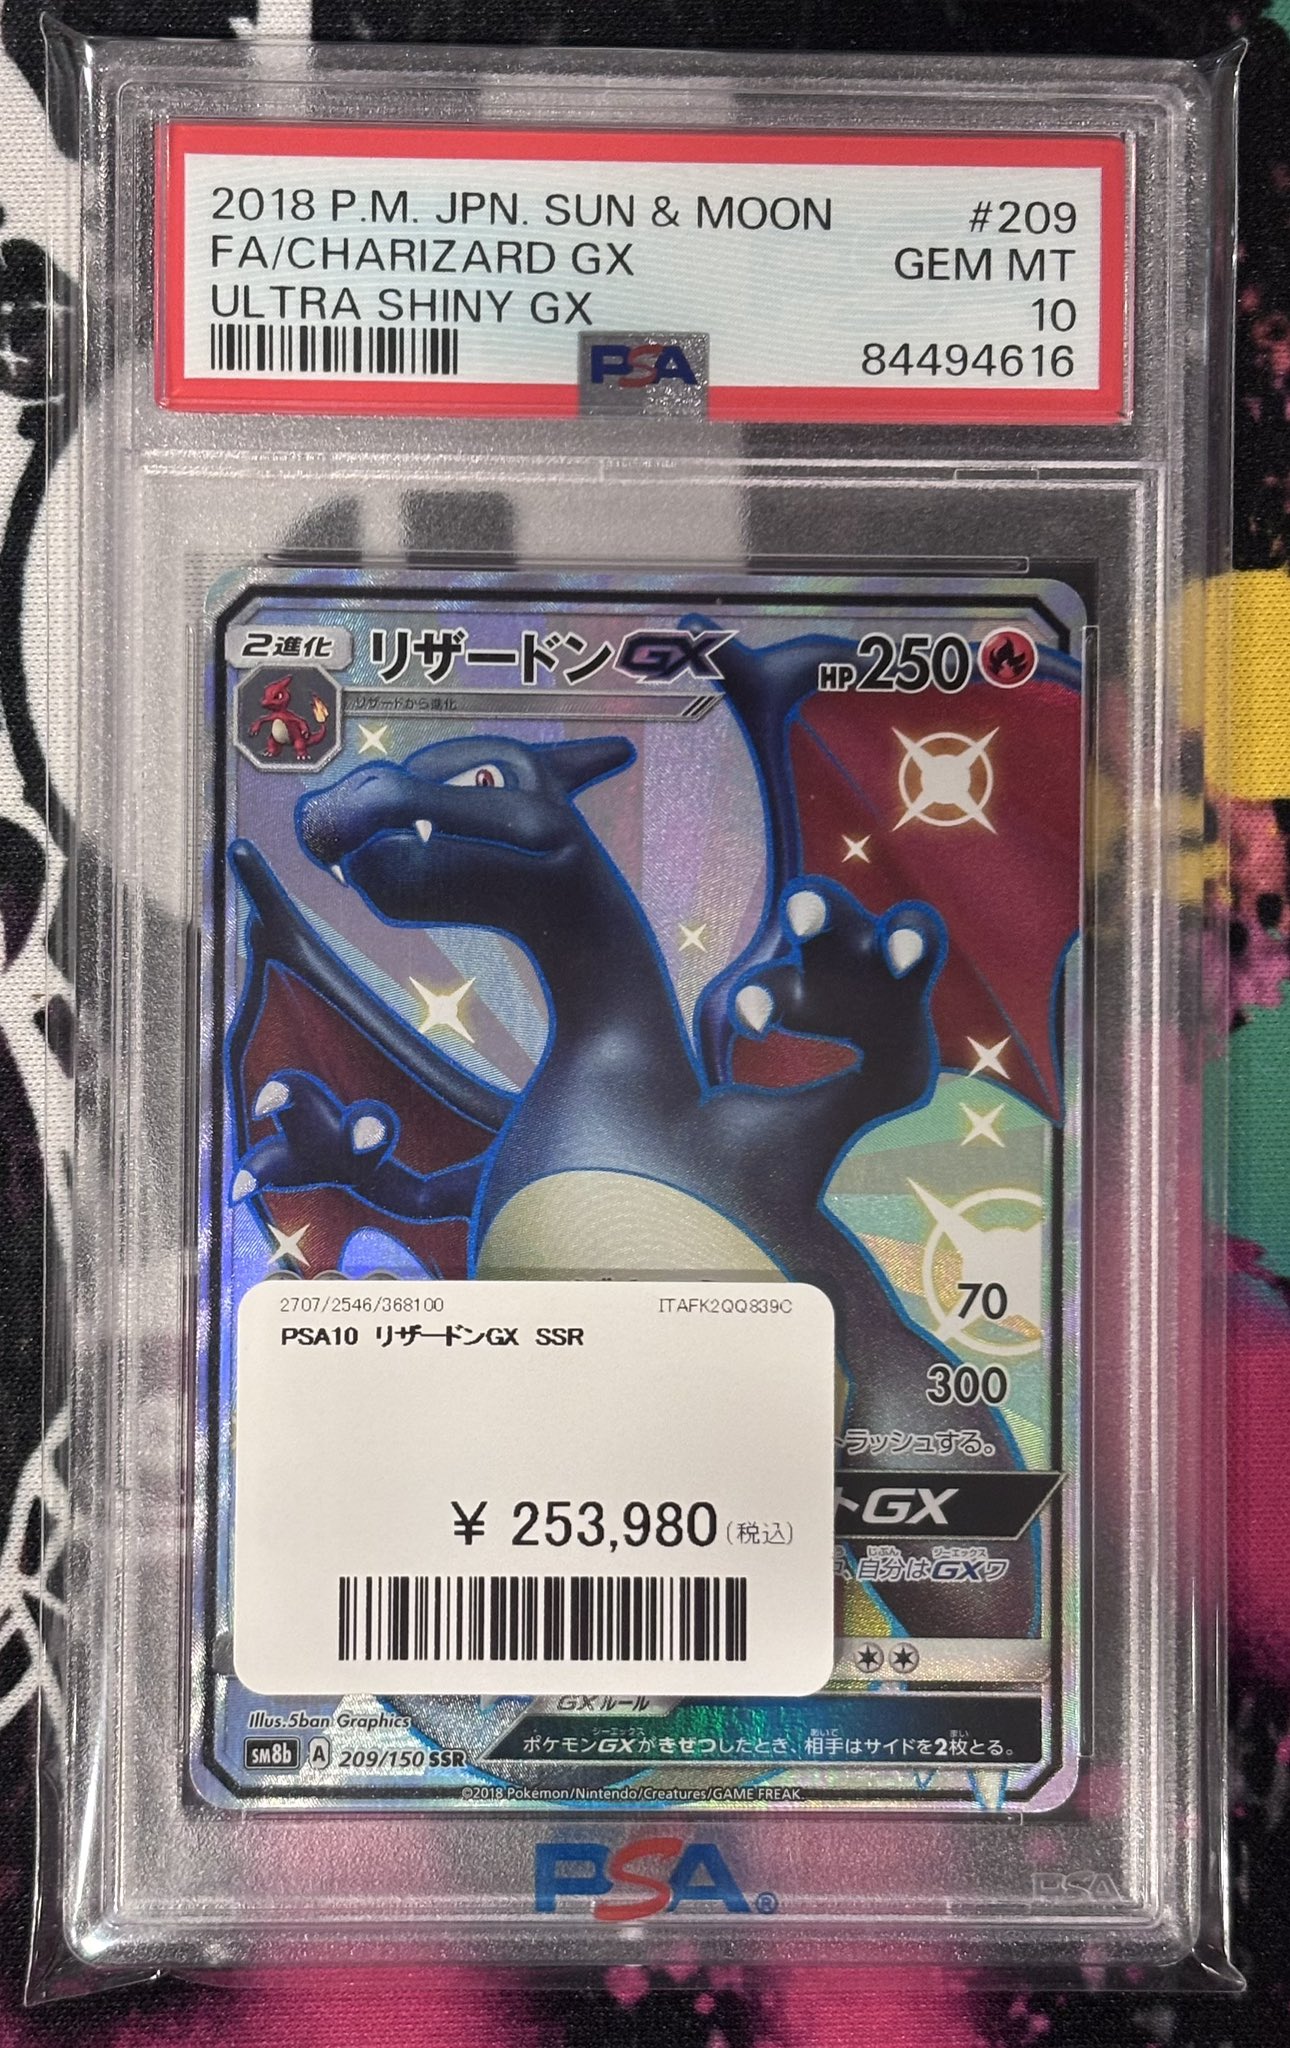 2018 P.M. JPN. SUN & MOON #209
FA/CHARIZARD GX GEM MT
ULTRA SHINY GX 10
PSA 84494616
2進化 リザードンGX HP250
リザードから進化
70
300
トラッシュする。
トGX
、自分はGXワ
2707/2546/368100 ITAFK2QQ839C
PSA10 リザードンGX SSR
¥ 253,980(税込)
GXルール
ポケモンGXがきぜつしたとき、相手はサイドを2枚とる。
Illus.5ban Graphics
sm8b A 209/150 SSR
©2018 Pokémon/Nintendo/Creatures/GAME FREAK.
PSA®
PSA